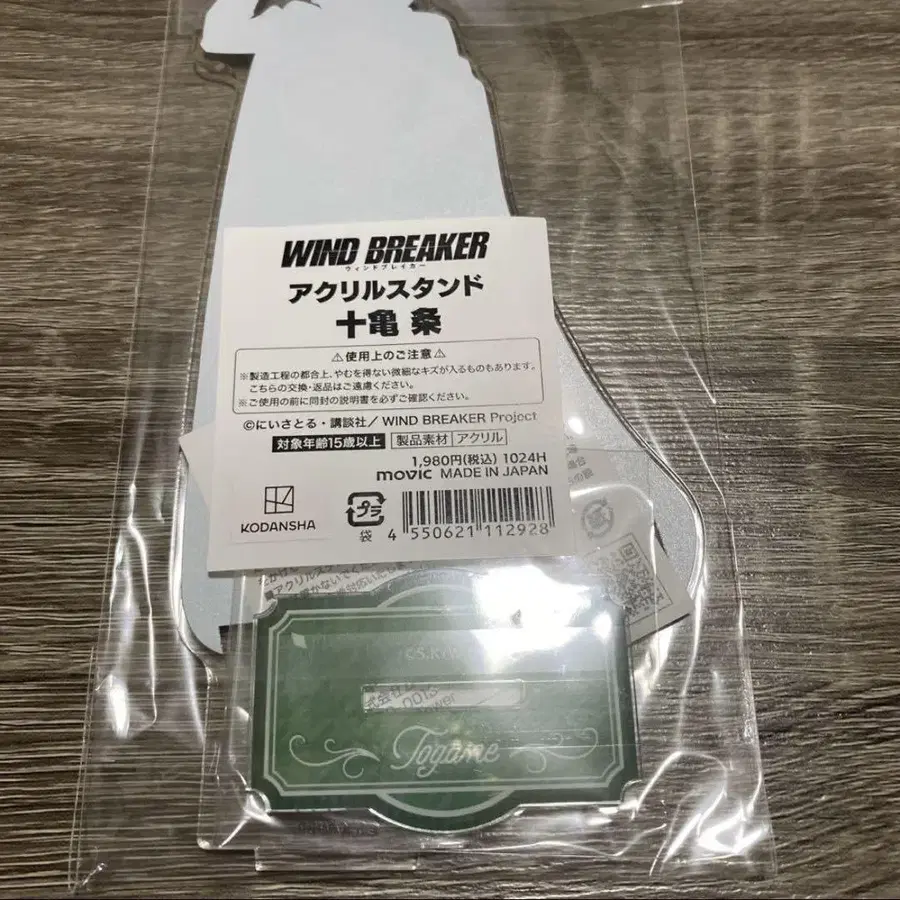 WIND BREAKER
ウィンドブレイカー
アクリルスタンド
十亀 条
⚠使用上のご注意⚠
※製造工程の都合上、やむを得ない微細なキズが入るものもあります。
こちらの交換・返品はご遠慮ください。
※ご使用の前に同封の説明書を必ずご確認ください。
©にいさとる・講談社/ WIND BREAKER Project
対象年齢15歳以上 製品素材 アクリル
1,980円(税込) 1024H
movic MADE IN JAPAN
KODANSHA
プラ
袋
4 550621 112928
アクリルス
Togame